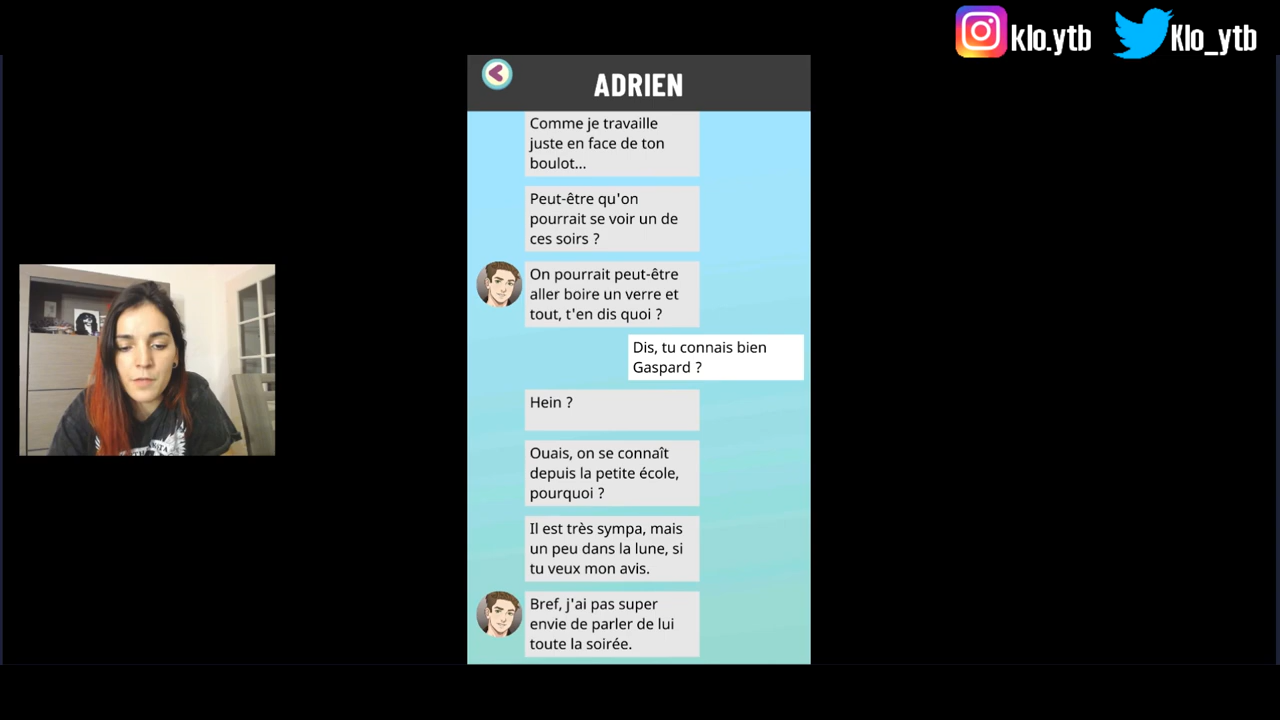 klo.ytb
Klo_ytb
ADRIEN
Comme je travaille
juste en face de ton
boulot...
Peut-être qu'on
pourrait se voir un de
ces soirs ?
On pourrait peut-être
aller boire un verre et
tout, t'en dis quoi ?
Dis, tu connais bien
Gaspard ?
Hein ?
Ouais, on se connaît
depuis la petite école,
pourquoi ?
Il est très sympa, mais
un peu dans la lune, si
tu veux mon avis.
Bref, j'ai pas super
envie de parler de lui
toute la soirée.